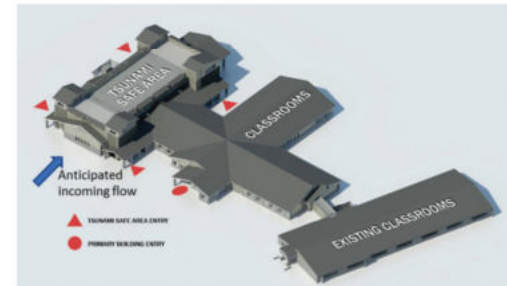 TSUNAMI
SAFE AREA
CLASSROOMS
Anticipated
incoming flow
EXISTING CLASSROOMS
TSUNAMI SAFE AREA ENTRY
PRIMARY BUILDING ENTRY